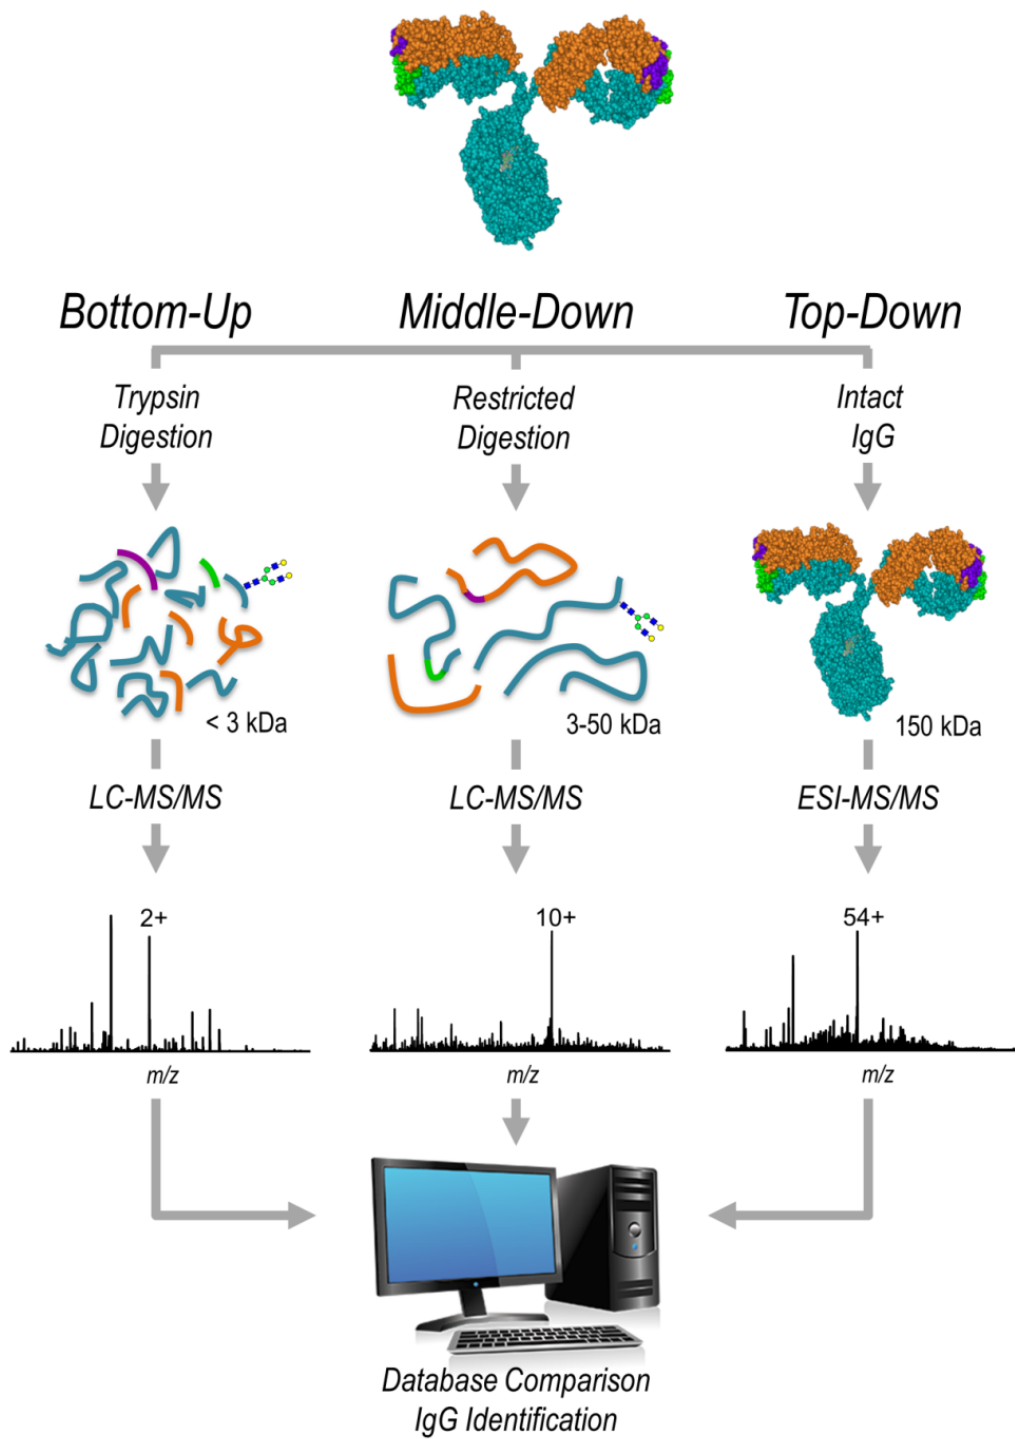 Bottom-Up
Middle-Down
Top-Down
Trypsin
Digestion
Restricted
Digestion
Intact
IgG
< 3 kDa
3-50 kDa
150 kDa
LC-MS/MS
LC-MS/MS
ESI-MS/MS
2+
10+
54+
m/z
m/z
m/z
Database Comparison
IgG Identification